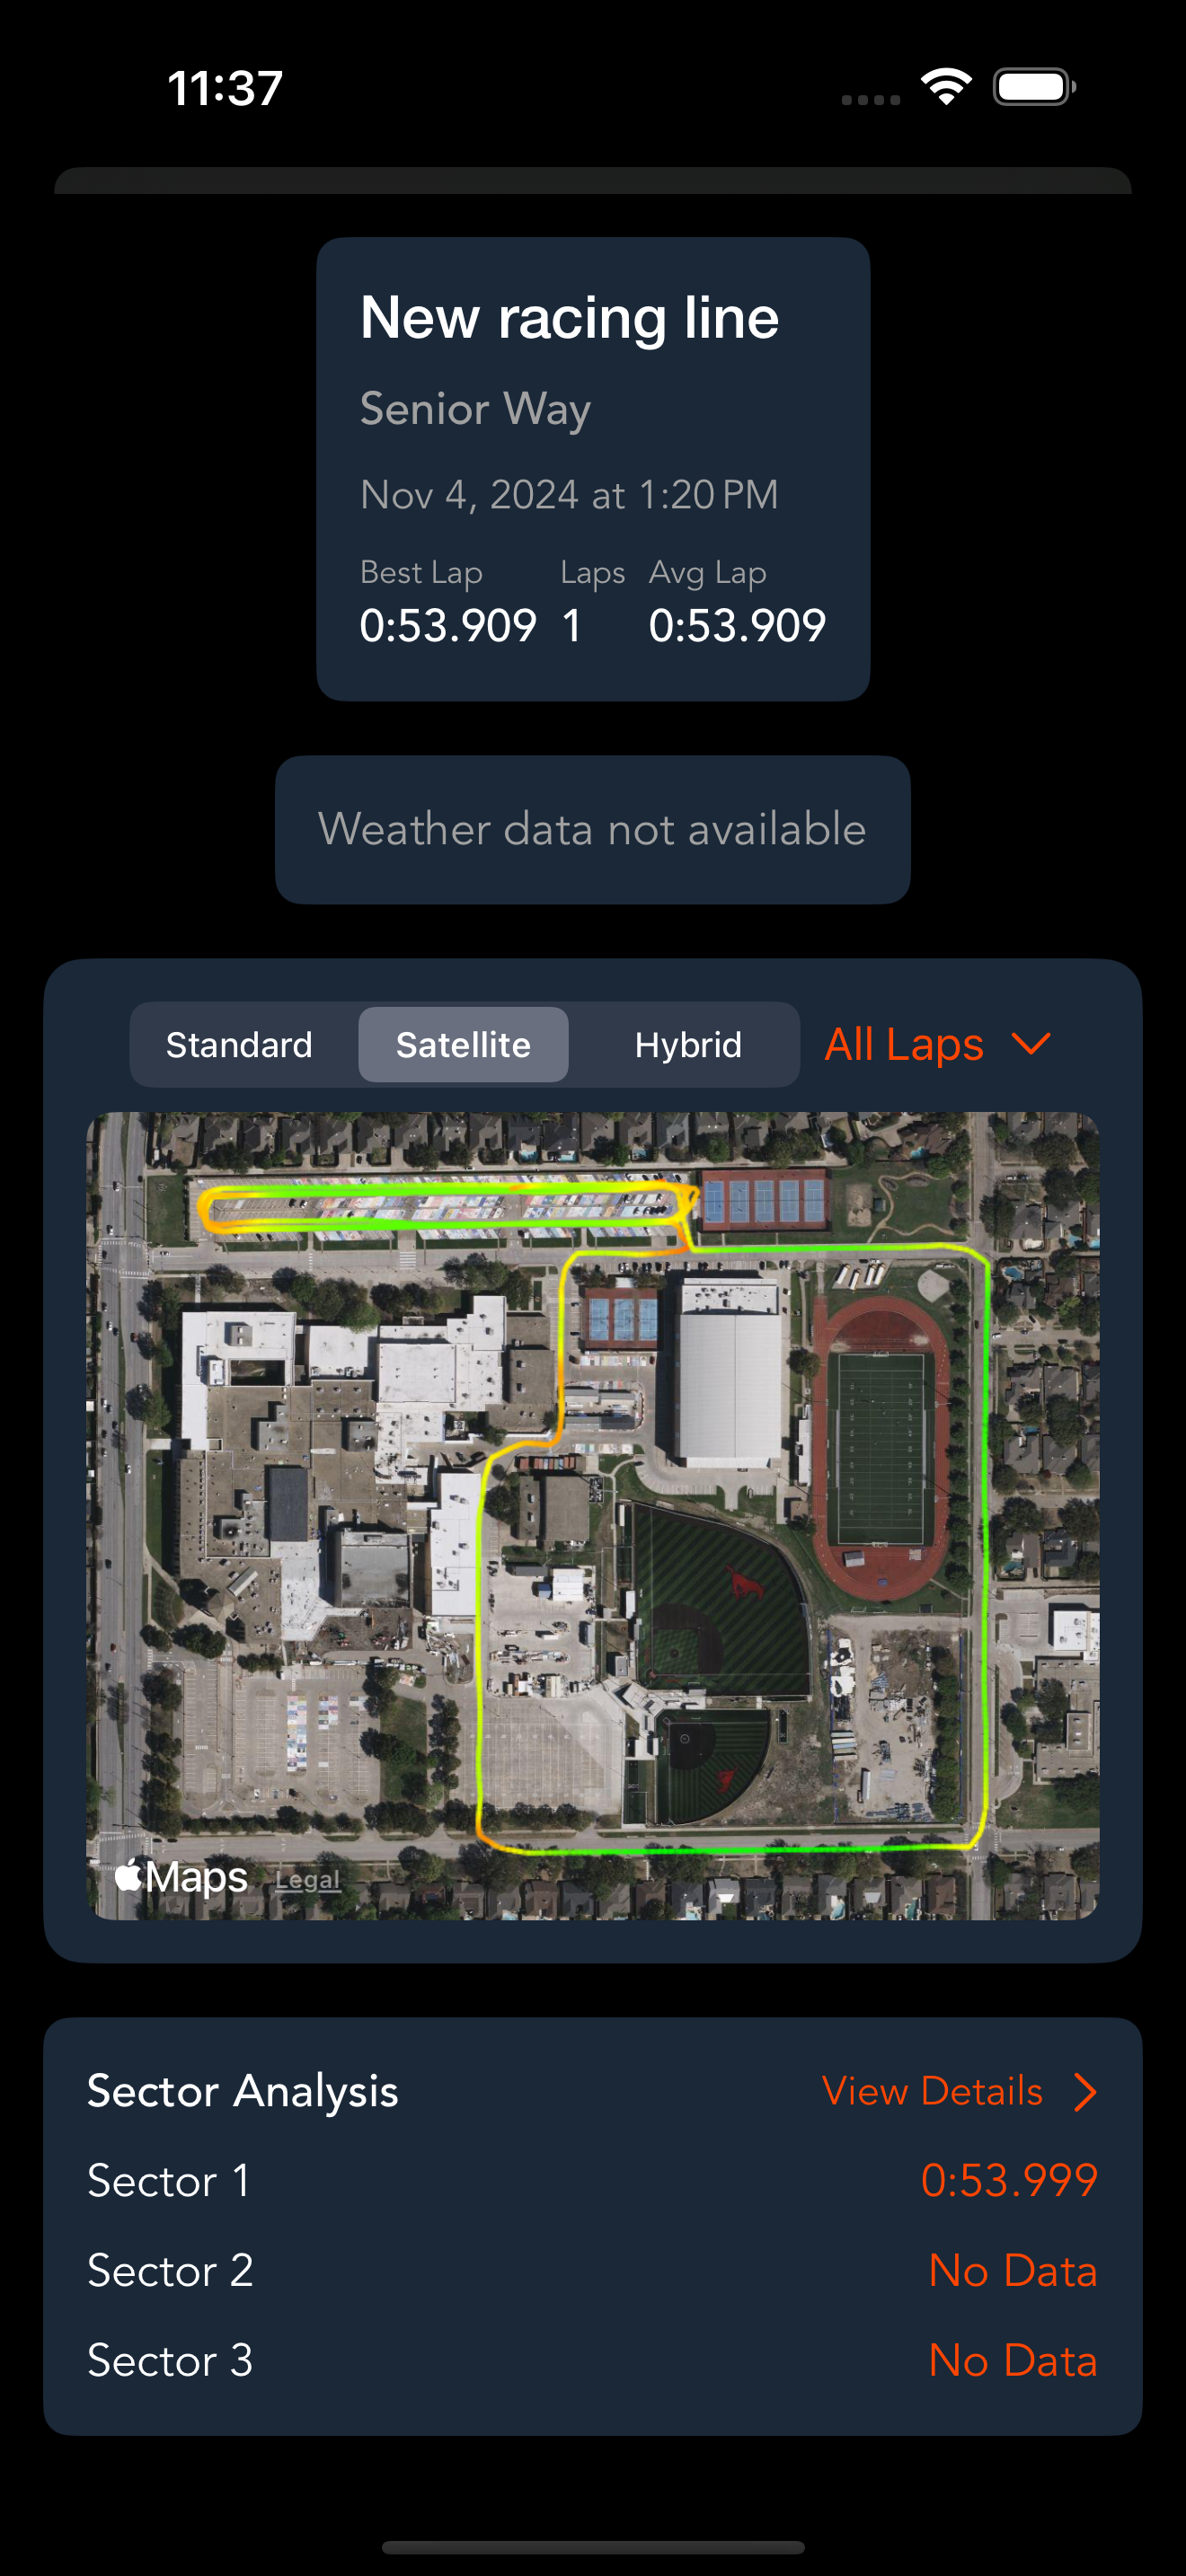 11:37
New racing line
Senior Way
Nov 4, 2024 at 1:20 PM
Best Lap Laps Avg Lap
0:53.909 1 0:53.909
Weather data not available
Standard Satellite Hybrid All Laps
Maps Legal
Sector Analysis View Details
Sector 1 0:53.999
Sector 2 No Data
Sector 3 No Data